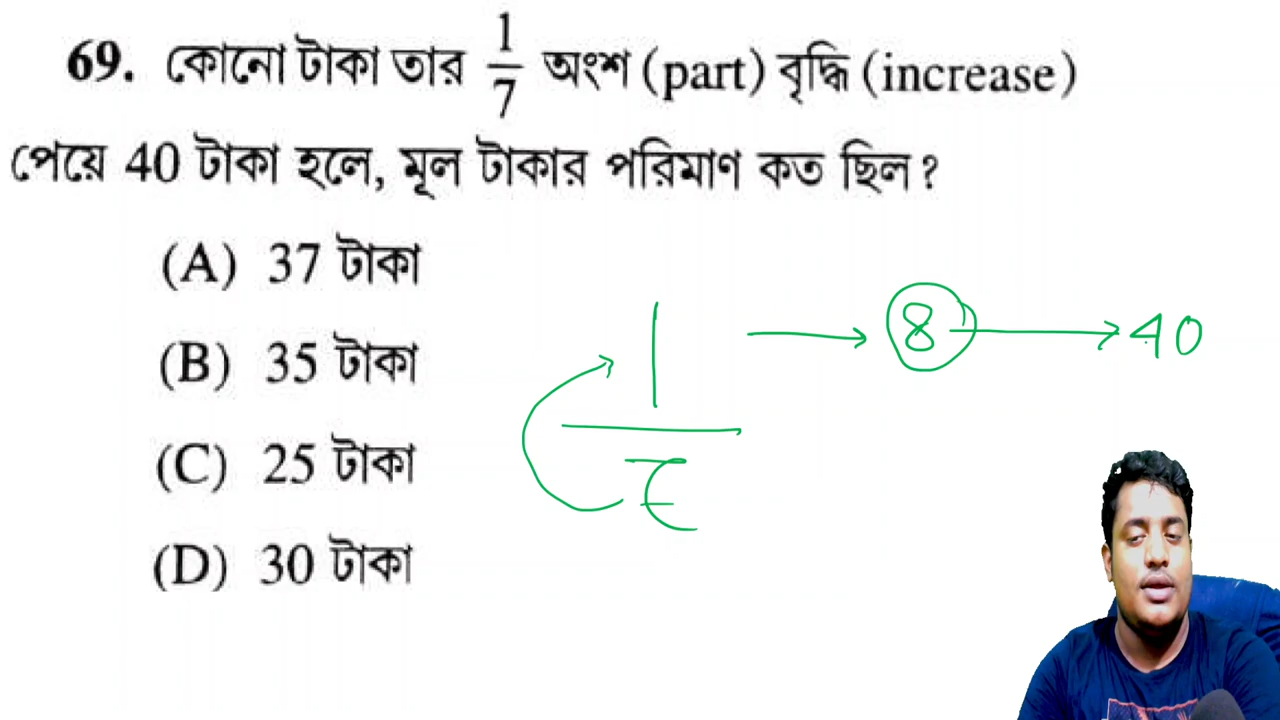 69. কোনো টাকা তার 1/7 অংশ (part) বৃদ্ধি (increase)
পেয়ে 40 টাকা হলে, মূল টাকার পরিমাণ কত ছিল?
(A) 37 টাকা
(B) 35 টাকা
(C) 25 টাকা
(D) 30 টাকা
1 → 8 → 40